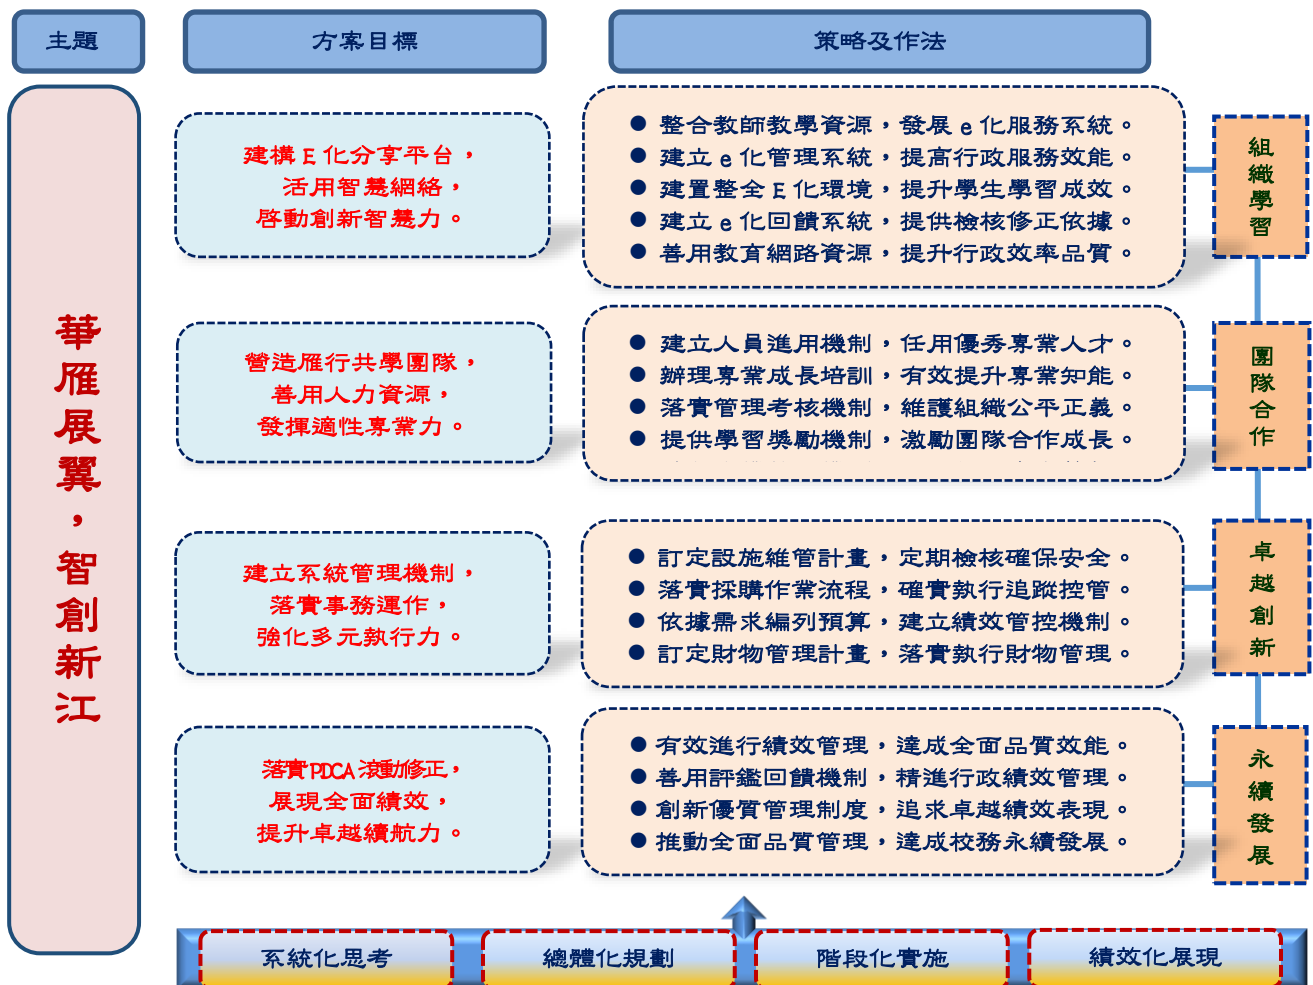 主題
方案目標
策略及作法
華雁展翼，智創新江
建構E化分享平台，
活用智慧網絡，
啟動創新智慧力。
● 整合教師教學資源，發展e化服務系統。
● 建立e化管理系統，提高行政服務效能。
● 建置整全E化環境，提升學生學習成效。
● 建立e化回饋系統，提供檢核修正依據。
● 善用教育網路資源，提升行政效率品質。
組織學習
營造雁行共學團隊，
善用人力資源，
發揮適性專業力。
● 建立人員進用機制，任用優秀專業人才。
● 辦理專業成長培訓，有效提升專業知能。
● 落實管理考核機制，維護組織公平正義。
● 提供學習獎勵機制，激勵團隊合作成長。
團隊合作
建立系統管理機制，
落實事務運作，
強化多元執行力。
● 訂定設施維管計畫，定期檢核確保安全。
● 落實採購作業流程，確實執行追蹤控管。
● 依據需求編列預算，建立績效管控機制。
● 訂定財物管理計畫，落實執行財物管理。
卓越創新
落實PDCA滾動修正，
展現全面績效，
提升卓越續航力。
● 有效進行績效管理，達成全面品質效能。
● 善用評鑑回饋機制，精進行政績效管理。
● 創新優質管理制度，追求卓越績效表現。
● 推動全面品質管理，達成校務永續發展。
永續發展
系統化思考
總體化規劃
階段化實施
績效化展現